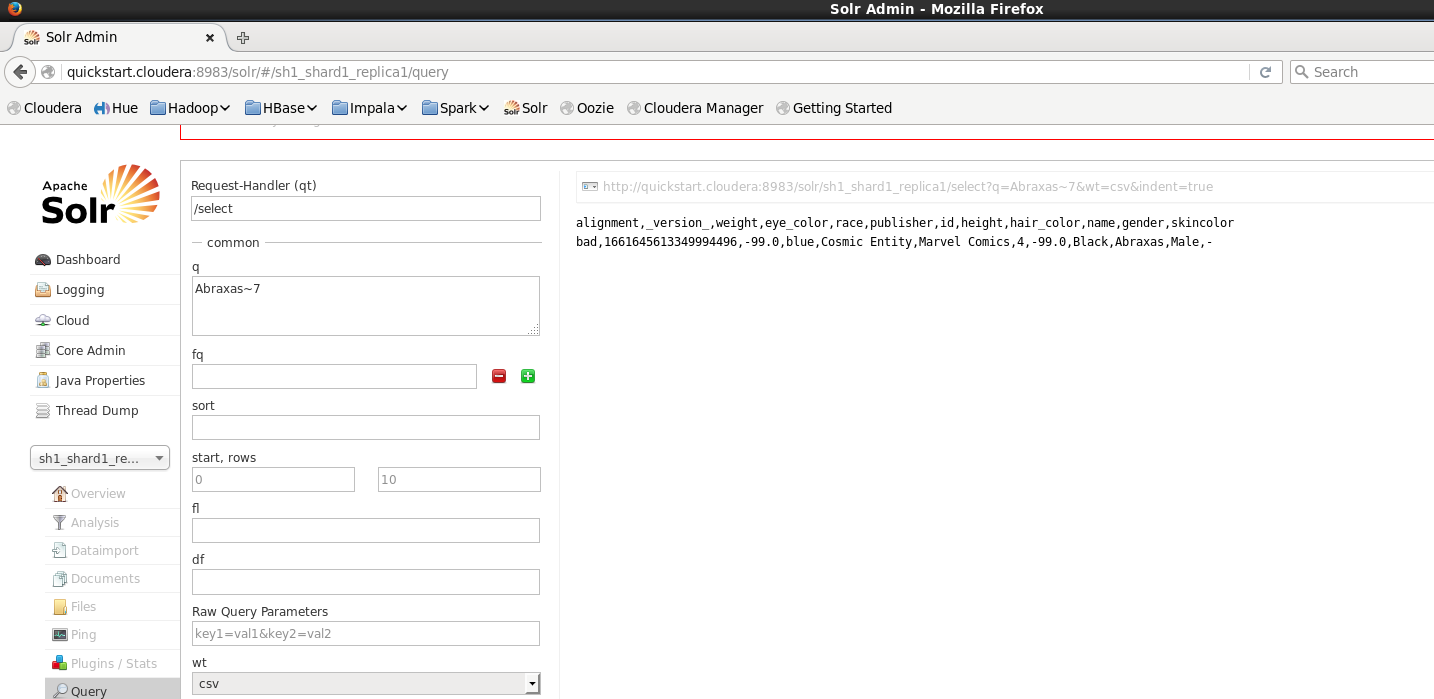 Solr Admin - Mozilla Firefox
Solr Solr Admin
quickstart.cloudera:8983/solr/#/sh1_shard1_replica1/query
Search
Cloudera Hue Hadoop HBase Impala Spark Solr Solr Oozie Cloudera Manager Getting Started
Apache
Solr
Dashboard
Logging
Cloud
Core Admin
Java Properties
Thread Dump
sh1_shard1_re...
Overview
Analysis
Dataimport
Documents
Files
Ping
Plugins / Stats
Query
Request-Handler (qt)
/select
common
q
Abraxas~7
fq
sort
start, rows
0 10
fl
df
Raw Query Parameters
key1=val1&key2=val2
wt
csv
http://quickstart.cloudera:8983/solr/sh1_shard1_replica1/select?q=Abraxas~7&wt=csv&indent=true
alignment,_version_,weight,eye_color,race,publisher,id,height,hair_color,name,gender,skincolor
bad,1661645613349994496,-99.0,blue,Cosmic Entity,Marvel Comics,4,-99.0,Black,Abraxas,Male,-